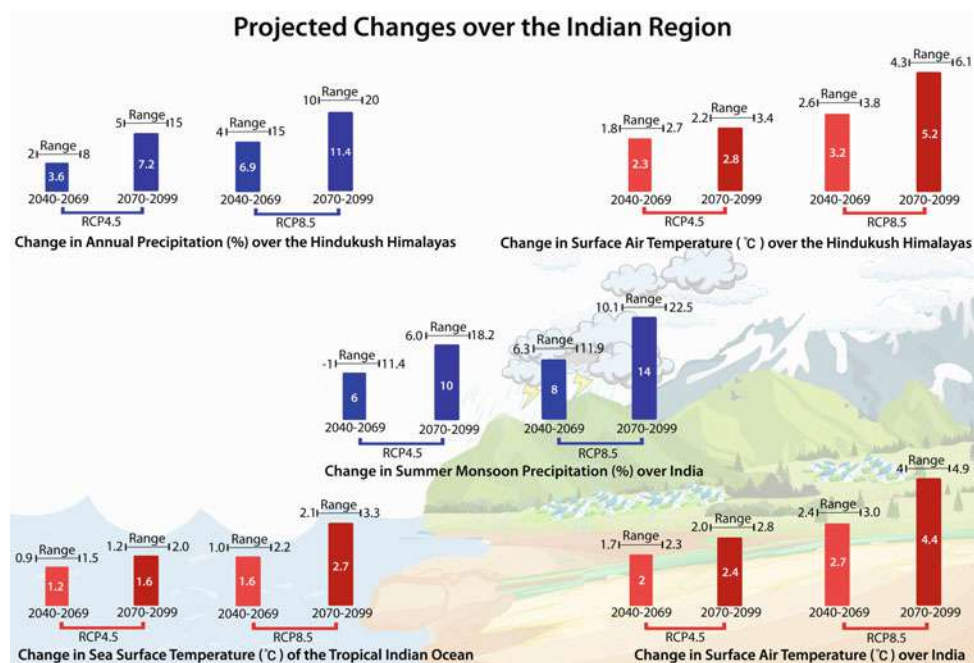 Projected Changes over the Indian Region
2 Range 8
3.6
2040-2069
5 Range 15
7.2
2070-2099
RCP4.5
4 Range 15
6.9
2040-2069
10 Range 20
11.4
2070-2099
RCP8.5
Change in Annual Precipitation (%) over the Hindukush Himalayas
1.8 Range 2.7
2.3
2040-2069
2.2 Range 3.4
2.8
2070-2099
RCP4.5
2.6 Range 3.8
3.2
2040-2069
4.3 Range 6.1
5.2
2070-2099
RCP8.5
Change in Surface Air Temperature (℃) over the Hindukush Himalayas
-1 Range 11.4
6
2040-2069
6.0 Range 18.2
10
2070-2099
RCP4.5
6.3 Range 11.9
8
2040-2069
10.1 Range 22.5
14
2070-2099
RCP8.5
Change in Summer Monsoon Precipitation (%) over India
0.9 Range 1.5
1.2
2040-2069
1.2 Range 2.0
1.6
2070-2099
RCP4.5
1.0 Range 2.2
1.6
2040-2069
2.1 Range 3.3
2.7
2070-2099
RCP8.5
Change in Sea Surface Temperature (℃) of the Tropical Indian Ocean
1.7 Range 2.3
2
2040-2069
2.0 Range 2.8
2.4
2070-2099
RCP4.5
2.4 Range 3.0
2.7
2040-2069
4 Range 4.9
4.4
2070-2099
RCP8.5
Change in Surface Air Temperature (℃) over India